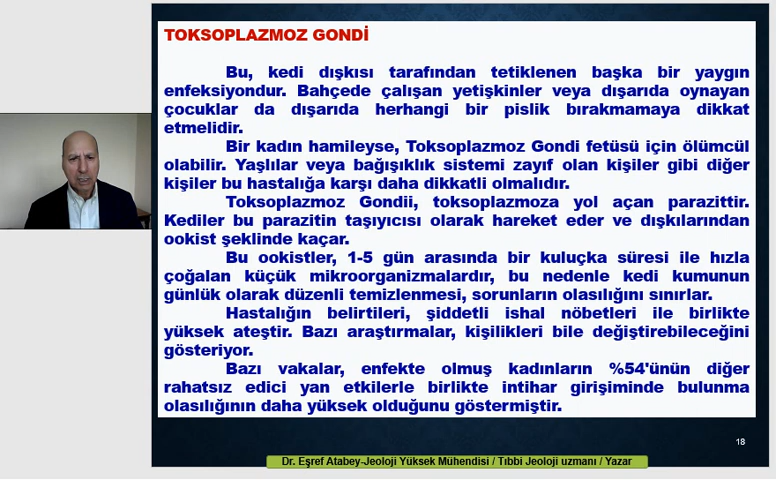 TOKSOPLAZMOZ GONDİ
Bu, kedi dışkısı tarafından tetiklenen başka bir yaygın
enfeksiyondur. Bahçede çalışan yetişkinler veya dışarıda oynayan
çocuklar da dışarıda herhangi bir pislik bırakmamaya dikkat
etmelidir.
Bir kadın hamileyse, Toksoplazmoz Gondi fetüsü için ölümcül
olabilir. Yaşlılar veya bağışıklık sistemi zayıf olan kişiler gibi diğer
kişiler bu hastalığa karşı daha dikkatli olmalıdır.
Toksoplazmoz Gondii, toksoplazmoza yol açan parazittir.
Kediler bu parazitin taşıyıcısı olarak hareket eder ve dışkılarından
ookist şeklinde kaçar.
Bu ookistler, 1-5 gün arasında bir kuluçka süresi ile hızla
çoğalan küçük mikroorganizmalardır, bu nedenle kedi kumunun
günlük olarak düzenli temizlenmesi, sorunların olasılığını sınırlar.
Hastalığın belirtileri, şiddetli ishal nöbetleri ile birlikte
yüksek ateştir. Bazı araştırmalar, kişilikleri bile değiştirebileceğini
gösteriyor.
Bazı vakalar, enfekte olmuş kadınların %54'ünün diğer
rahatsız edici yan etkilerle birlikte intihar girişiminde bulunma
olasılığının daha yüksek olduğunu göstermiştir.
18
Dr. Eşref Atabey-Jeoloji Yüksek Mühendisi / Tıbbi Jeoloji uzmanı / Yazar